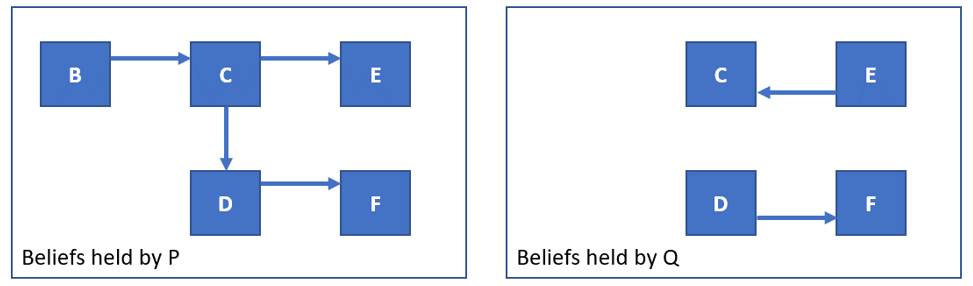 B C E
D F
Beliefs held by P
C E
D F
Beliefs held by Q